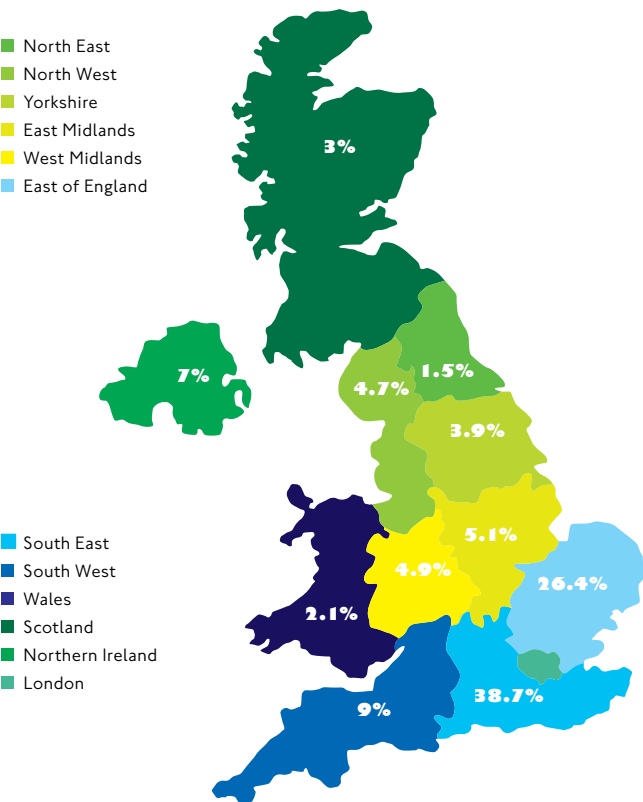 North East
North West
Yorkshire
East Midlands
West Midlands
East of England
3%
7%
4.7%
1.5%
3.9%
5.1%
4.9%
26.4%
2.1%
38.7%
9%
South East
South West
Wales
Scotland
Northern Ireland
London